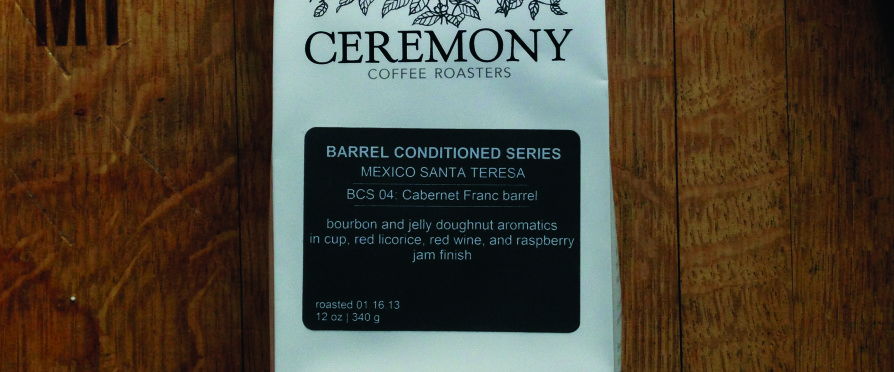 CEREMONY
COFFEE ROASTERS
BARREL CONDITIONED SERIES
MEXICO SANTA TERESA
BCS 04: Cabernet Franc barrel
bourbon and jelly doughnut aromatics
in cup, red licorice, red wine, and raspberry
jam finish
roasted 01 16 13
12 oz | 340 g